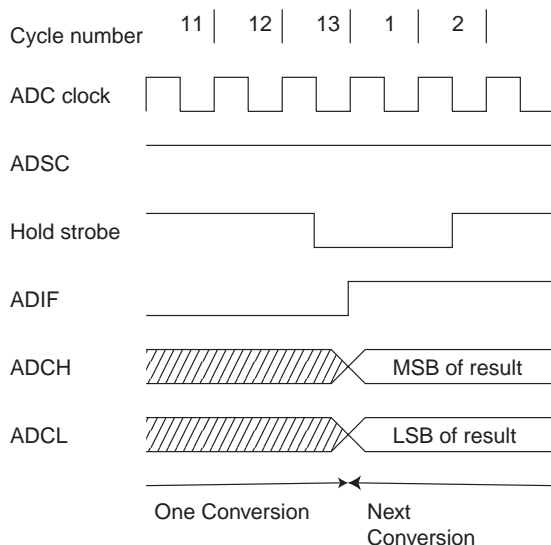 Cycle number 11 12 13 1 2
ADC clock
ADSC
Hold strobe
ADIF
ADCH MSB of result
ADCL LSB of result
One Conversion Next
Conversion